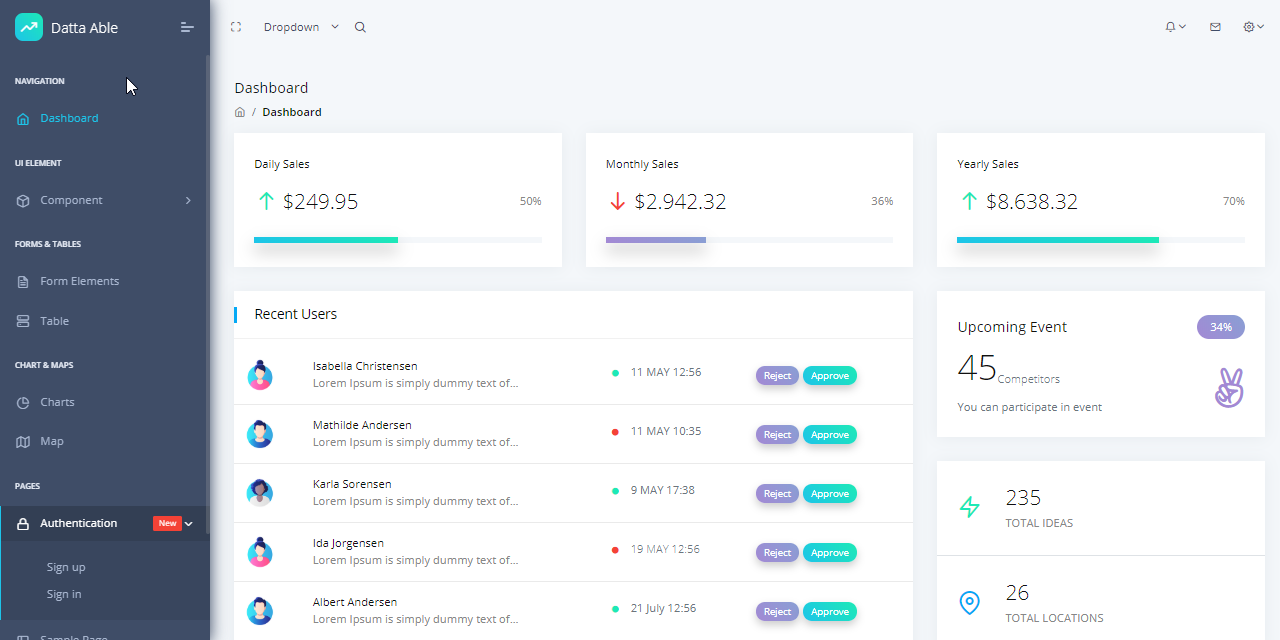 Datta Able
Dropdown
NAVIGATION
Dashboard
UI ELEMENT
Component
FORMS & TABLES
Form Elements
Table
CHART & MAPS
Charts
Map
PAGES
Authentication New
Sign up
Sign in
Sample Page
Dashboard
/ Dashboard
Daily Sales
$249.95 50%
Monthly Sales
$2.942.32 36%
Yearly Sales
$8.638.32 70%
Recent Users
Isabella Christensen
Lorem Ipsum is simply dummy text of...
11 MAY 12:56 Reject Approve
Mathilde Andersen
Lorem Ipsum is simply dummy text of...
11 MAY 10:35 Reject Approve
Karla Sorensen
Lorem Ipsum is simply dummy text of...
9 MAY 17:38 Reject Approve
Ida Jorgensen
Lorem Ipsum is simply dummy text of...
19 MAY 12:56 Reject Approve
Albert Andersen
Lorem Ipsum is simply dummy text of...
21 July 12:56 Reject Approve
Upcoming Event 34%
45 Competitors
You can participate in event
235
TOTAL IDEAS
26
TOTAL LOCATIONS